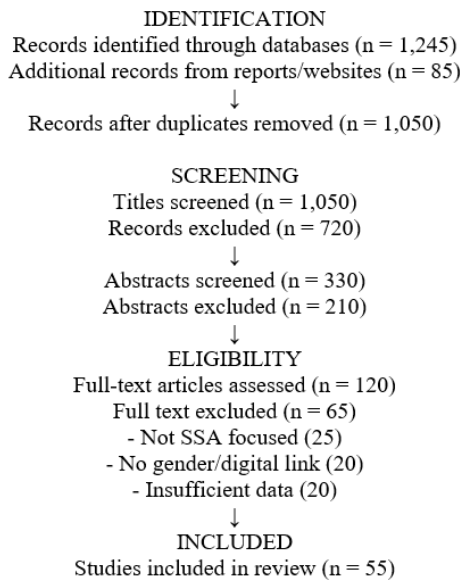 IDENTIFICATION
Records identified through databases (n = 1,245)
Additional records from reports/websites (n = 85)
↓
Records after duplicates removed (n = 1,050)
SCREENING
Titles screened (n = 1,050)
Records excluded (n = 720)
↓
Abstracts screened (n = 330)
Abstracts excluded (n = 210)
↓
ELIGIBILITY
Full-text articles assessed (n = 120)
Full text excluded (n = 65)
- Not SSA focused (25)
- No gender/digital link (20)
- Insufficient data (20)
↓
INCLUDED
Studies included in review (n = 55)